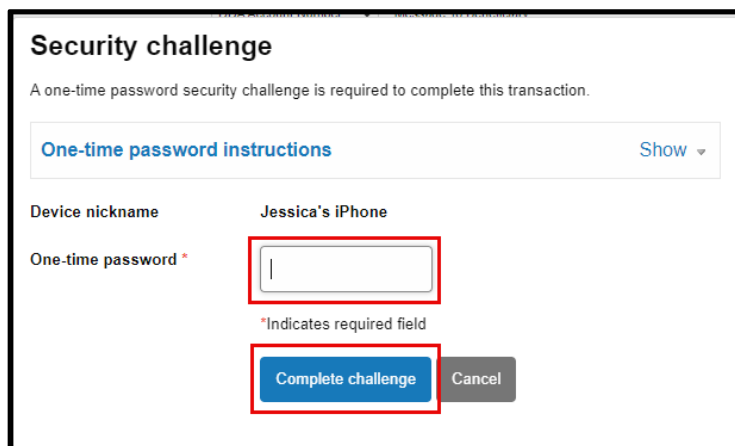 Security challenge
A one-time password security challenge is required to complete this transaction.
One-time password instructions Show
Device nickname Jessica's iPhone
One-time password *
*Indicates required field
Complete challenge Cancel